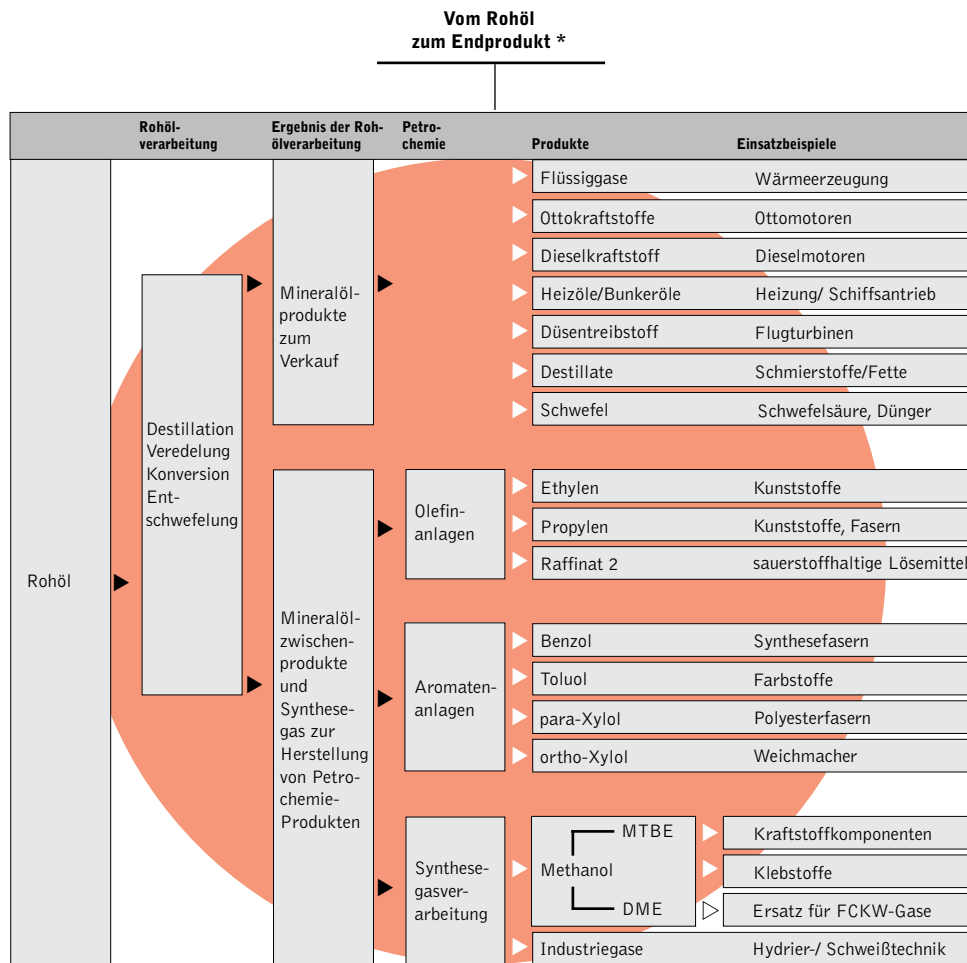 Vom Rohöl
zum Endprodukt *
Rohöl-
verarbeitung
Ergebnis der Roh-
ölverarbeitung
Petro-
chemie
Produkte
Einsatzbeispiele
Rohöl
Destillation
Veredelung
Konversion
Ent-
schwefelung
Mineralöl-
produkte
zum
Verkauf
Flüssiggase
Wärmeerzeugung
Ottokraftstoffe
Ottomotoren
Dieselkraftstoff
Dieselmotoren
Heizöle/Bunkeröle
Heizung/ Schiffsantrieb
Düsentreibstoff
Flugturbinen
Destillate
Schmierstoffe/Fette
Schwefel
Schwefelsäure, Dünger
Mineralöl-
zwischen-
produkte
und
Synthese-
gas zur
Herstellung
von Petro-
chemie-
Produkten
Olefin-
anlagen
Ethylen
Kunststoffe
Propylen
Kunststoffe, Fasern
Raffinat 2
sauerstoffhaltige Lösemittel
Aromaten-
anlagen
Benzol
Synthesefasern
Toluol
Farbstoffe
para-Xylol
Polyesterfasern
ortho-Xylol
Weichmacher
Synthese-
gasver-
arbeitung
MTBE
Methanol
DME
Kraftstoffkomponenten
Klebstoffe
Ersatz für FCKW-Gase
Industriegase
Hydrier-/ Schweißtechnik